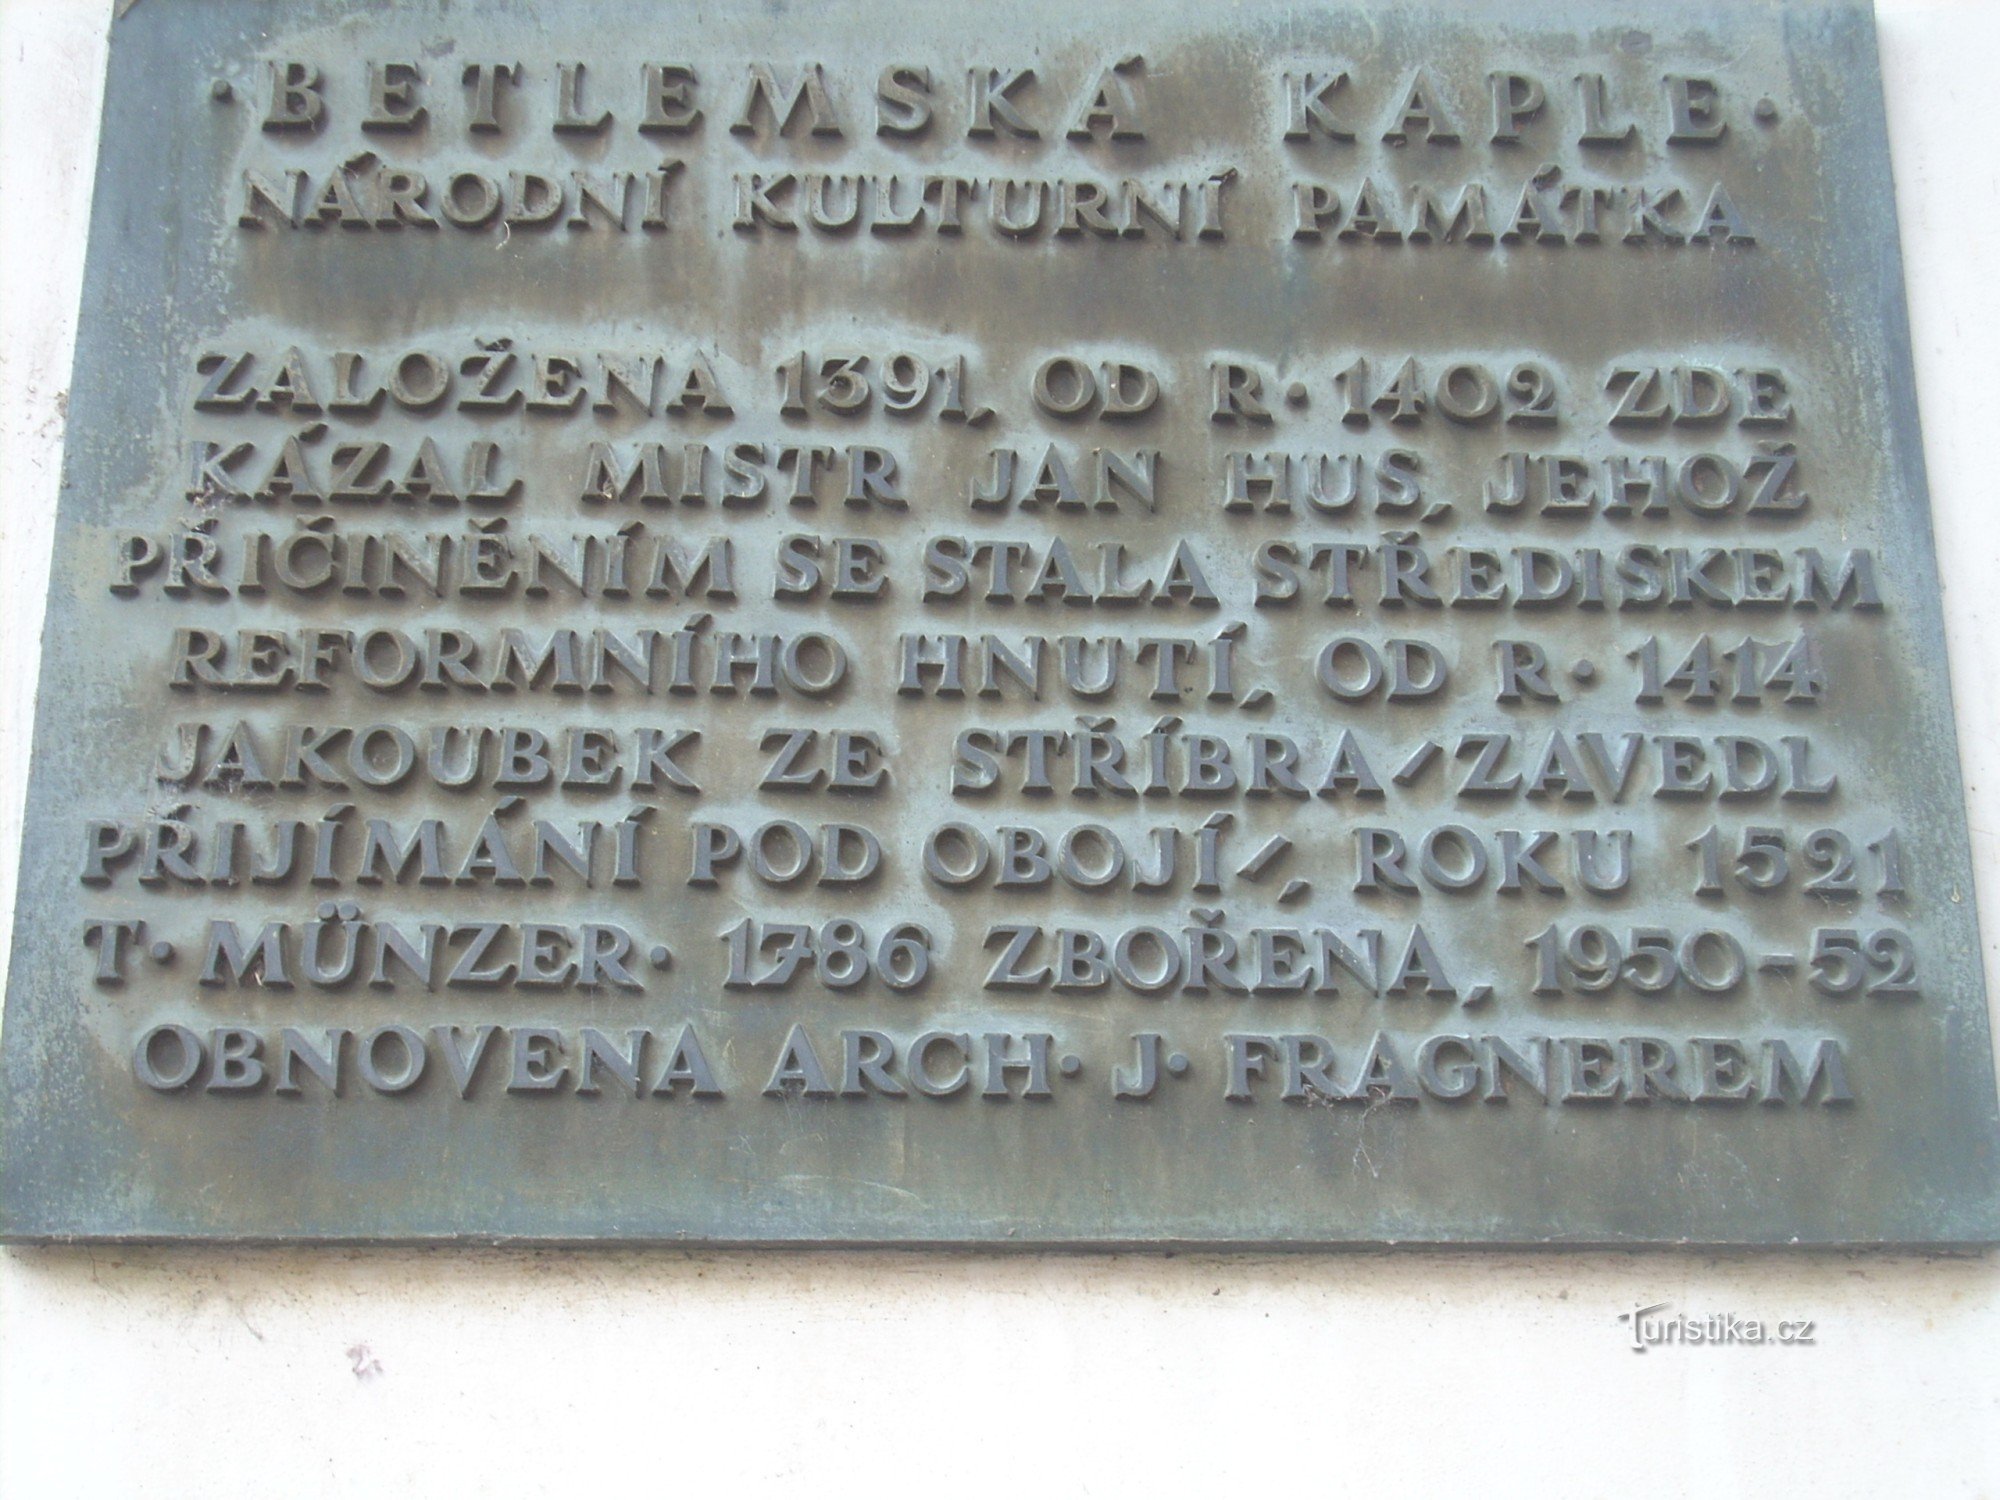 · BETLEMSKÁ KAPLE ·
NÁRODNÍ KULTURNÍ PAMÁTKA
ZALOŽENA 1391, OD R· 1402 ZDE
KÁZAL MISTR JAN HUS, JEHOŽ
PŘIČINĚNÍM SE STALA STŘEDISKEM
REFORMNÍHO HNUTÍ, OD R· 1414
JAKOUBEK ZE STŘÍBRA /ZAVEDL
PŘIJÍMÁNÍ POD OBOJÍ/, ROKU 1521
T· MÜNZER· 1786 ZBOŘENA, 1950-52
OBNOVENA ARCH· J· FRAGNEREM
Turistika.cz